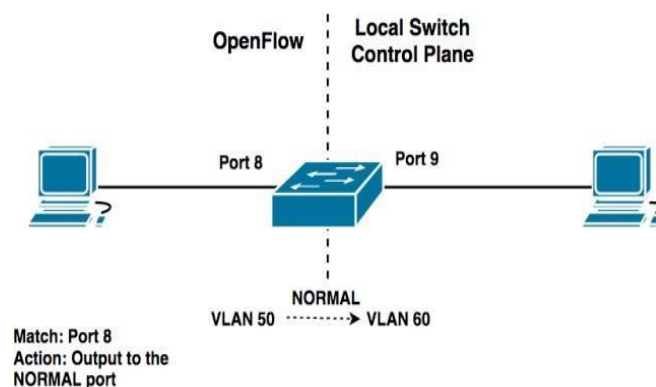 OpenFlow
Local Switch
Control Plane
Port 8
Port 9
NORMAL
VLAN 50
VLAN 60
Match: Port 8
Action: Output to the
NORMAL port